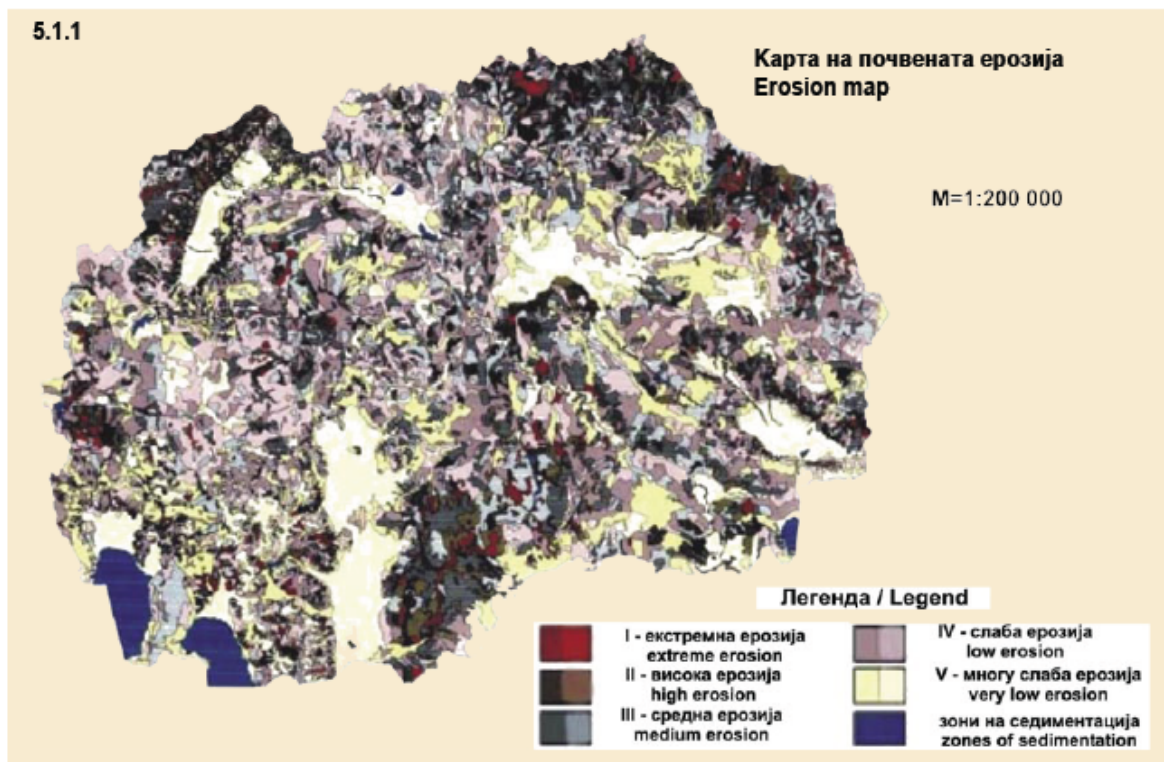 5.1.1
Карта на почвената ерозија
Erosion map
M=1:200 000
Легенда / Legend
I - екстремна ерозија
extreme erosion
II - висока ерозија
high erosion
III - средна ерозија
medium erosion
IV - слаба ерозија
low erosion
V - многу слаба ерозија
very low erosion
зони на седиментација
zones of sedimentation